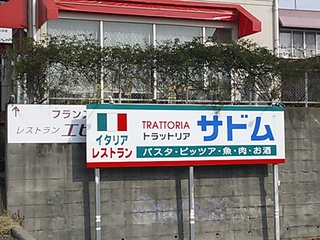 フランス
レストラン
イタリア
レストラン
TRATTORIA
トラットリア
サドム
パスタ・ピッツァ・魚・肉・お酒